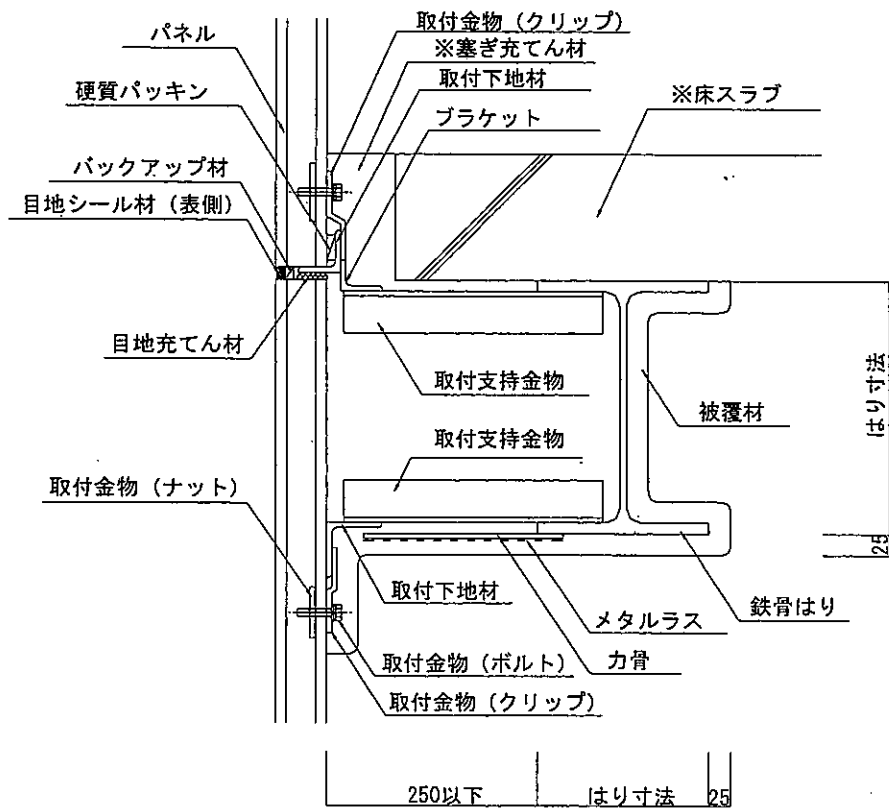 取付金物（クリップ）
※塞ぎ充てん材
パネル
取付下地材
硬質パッキン
※床スラブ
ブラケット
バックアップ材
目地シール材（表側）
目地充てん材
取付支持金物
はり寸法
被覆材
取付支持金物
取付金物（ナット）
25
取付下地材
鉄骨はり
メタルラス
力骨
取付金物（ボルト）
取付金物（クリップ）
250以下
はり寸法
25